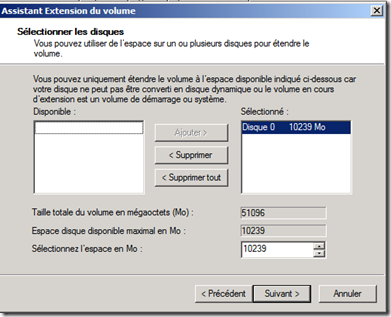 Assistant Extension du volume
Sélectionner les disques
Vous pouvez utiliser de l'espace sur un ou plusieurs disques pour étendre le
volume.
Vous pouvez uniquement étendre le volume à l'espace disponible indiqué ci-dessous car
votre disque ne peut pas être converti en disque dynamique ou le volume en cours
d'extension est un volume de démarrage ou système.
Disponible :
Sélectionné :
Disque 0 10239 Mo
Ajouter >
< Supprimer
< Supprimer tout
Taille totale du volume en mégaoctets (Mo) :
51096
Espace disque disponible maximal en Mo :
10239
Sélectionnez l'espace en Mo :
10239
< Précédent
Suivant >
Annuler